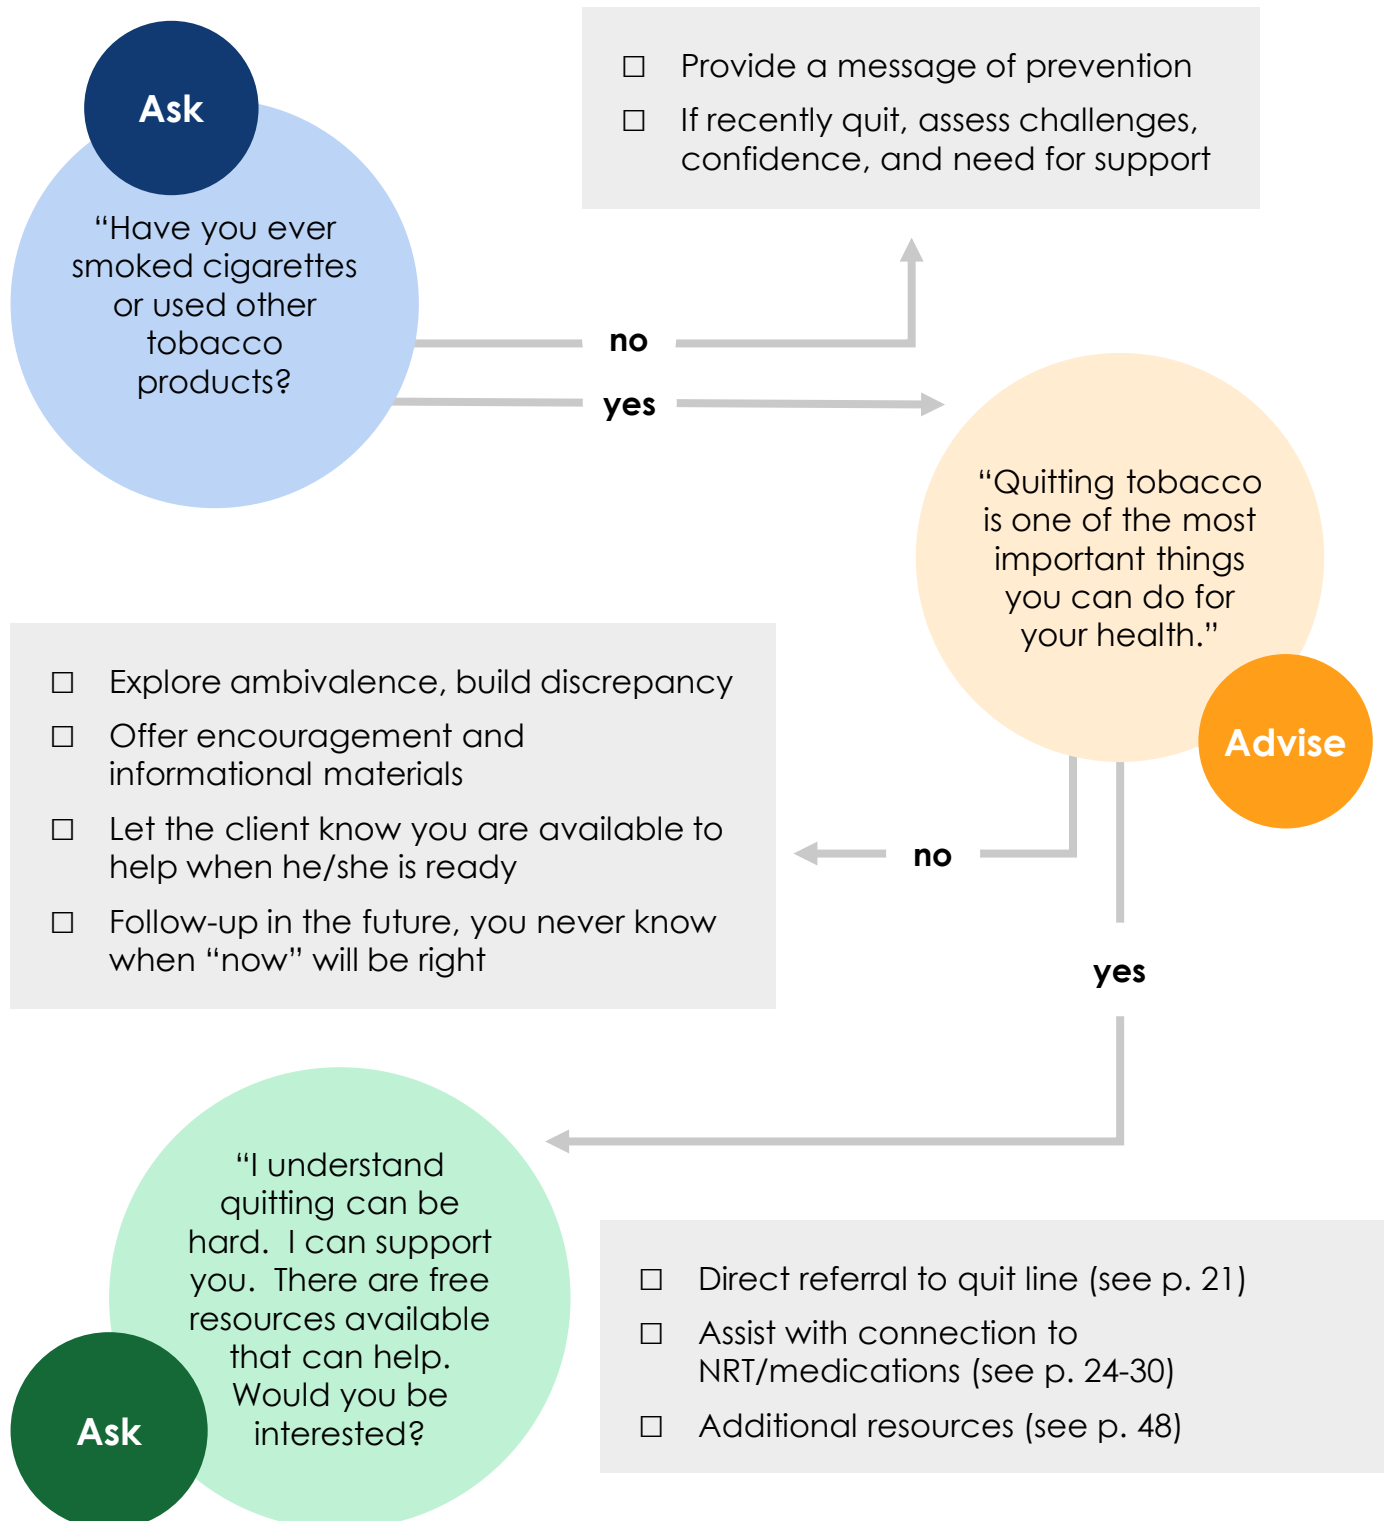 Ask
“Have you ever
smoked cigarettes
or used other
tobacco
products?
☐ Provide a message of prevention
☐ If recently quit, assess challenges,
confidence, and need for support
no
yes
“Quitting tobacco
is one of the most
important things
you can do for
your health.”
Advise
☐ Explore ambivalence, build discrepancy
☐ Offer encouragement and
informational materials
☐ Let the client know you are available to
help when he/she is ready
☐ Follow-up in the future, you never know
when “now” will be right
no
yes
“I understand
quitting can be
hard.  I can support
you.  There are free
resources available
that can help.
Would you be
interested?
Ask
☐ Direct referral to quit line (see p. 21)
☐ Assist with connection to
NRT/medications (see p. 24-30)
☐ Additional resources (see p. 48)